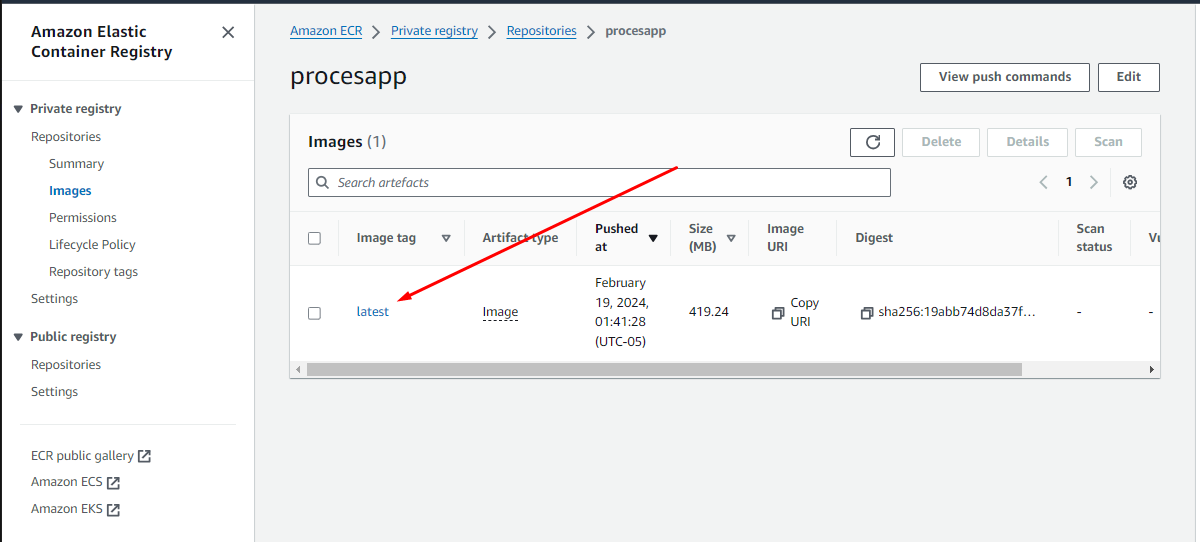 Amazon Elastic
Container Registry
Private registry
Repositories
Summary
Images
Permissions
Lifecycle Policy
Repository tags
Settings
Public registry
Repositories
Settings
ECR public gallery
Amazon ECS
Amazon EKS
Amazon ECR > Private registry > Repositories > procesapp
procesapp
View push commands
Edit
Images (1)
Delete
Details
Scan
Search artefacts
1
Image tag
Artifact type
Pushed
at
Size
(MB)
Image
URI
Digest
Scan
status
Vu
latest
Image
February
19, 2024,
01:41:28
(UTC-05)
419.24
Copy
URI
sha256:19abb74d8da37f...
-
-